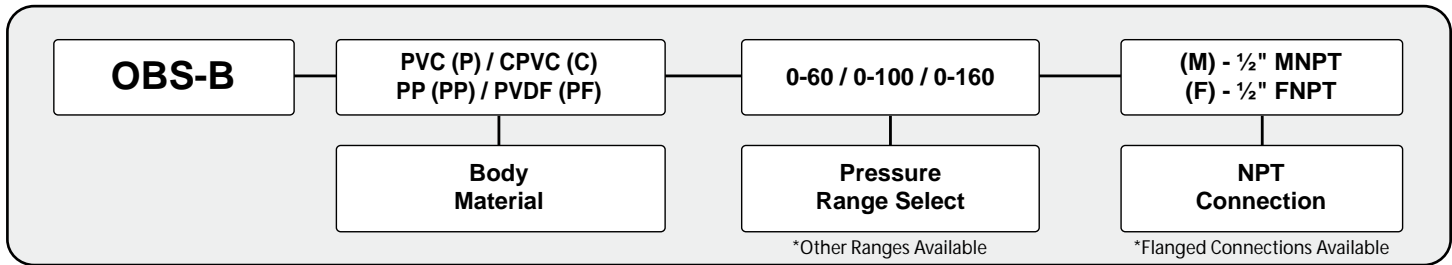 OBS-B
PVC (P) / CPVC (C)
PP (PP) / PVDF (PF)
0-60 / 0-100 / 0-160
(M) - ½" MNPT
(F) - ½" FNPT
Body
Material
Pressure
Range Select
NPT
Connection
*Other Ranges Available
*Flanged Connections Available